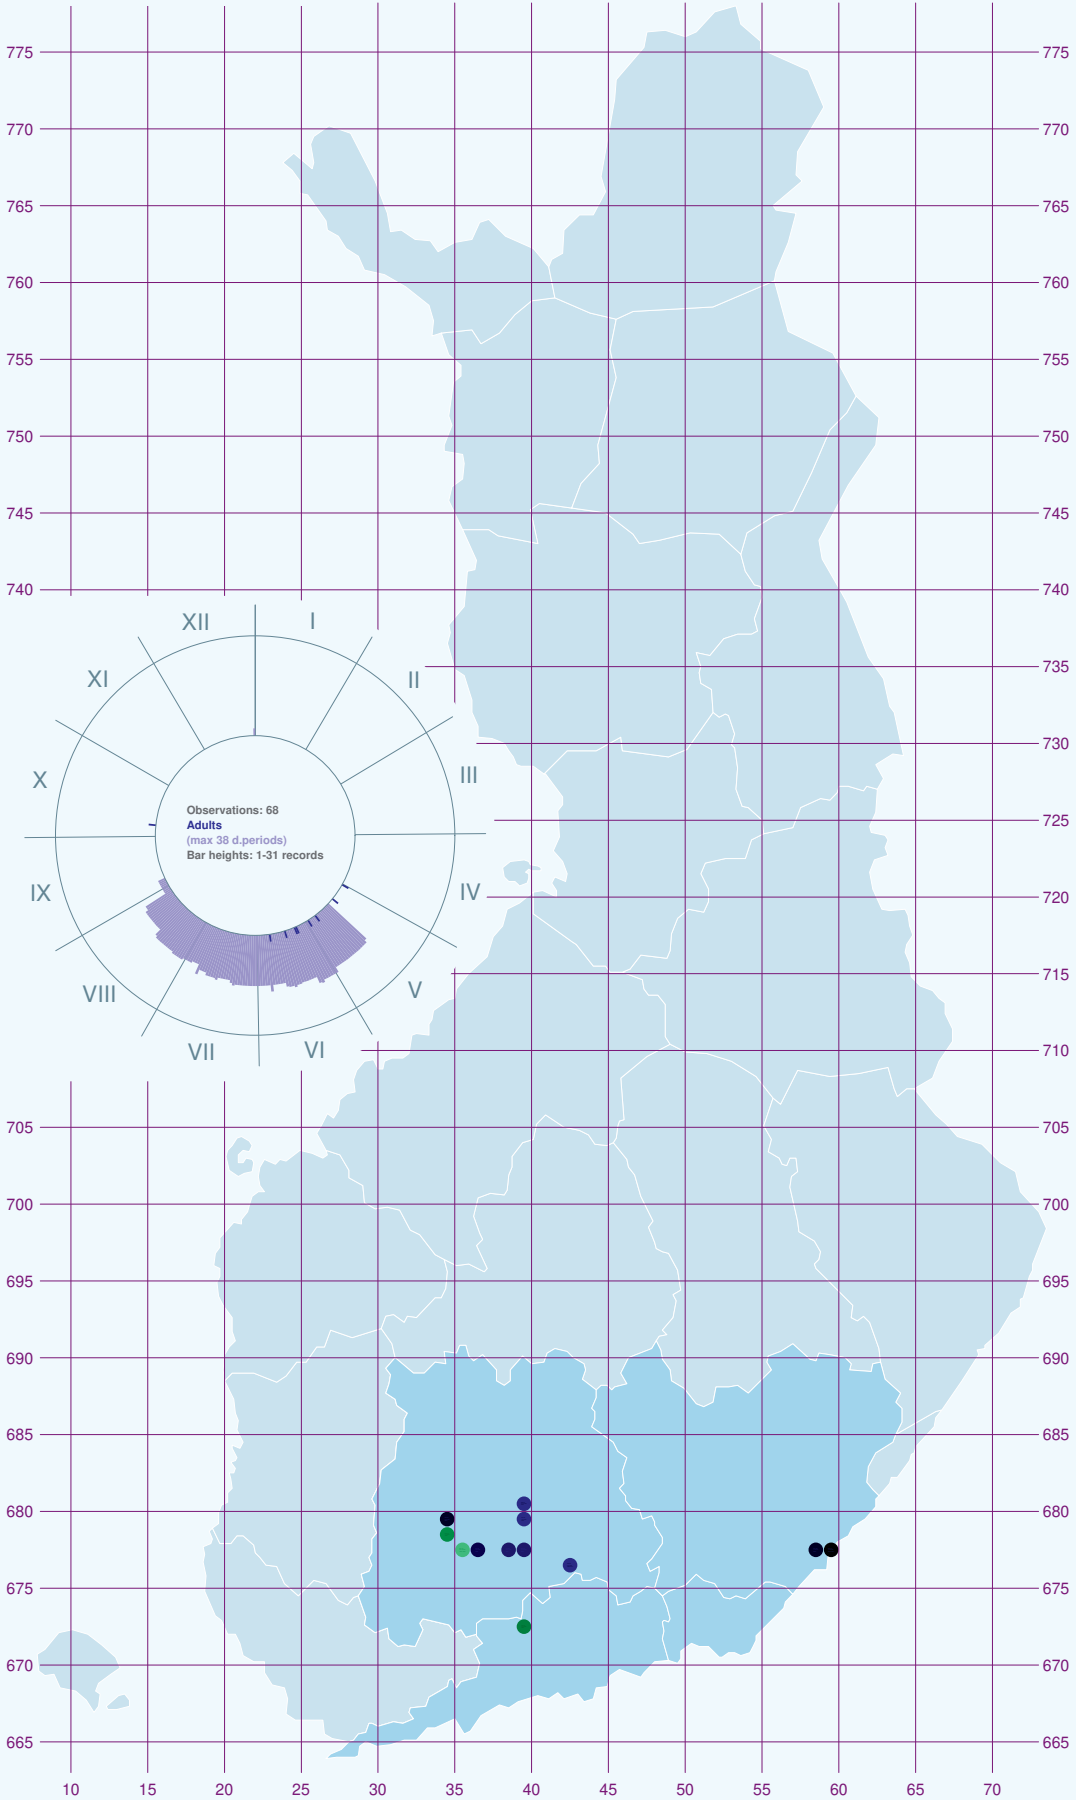 775 775
770 770
765 765
760 760
755 755
750 750
745 745
740 740
XII I
735
XI II
730
X III
Observations: 68
Adults
(max 38 d.periods)
Bar heights: 1-31 records
725
IX IV
720
VIII V
715
VII VI
710
705 705
700 700
695 695
690 690
685 685
680 680
675 675
670 670
665 665
10 15 20 25 30 35 40 45 50 55 60 65 70